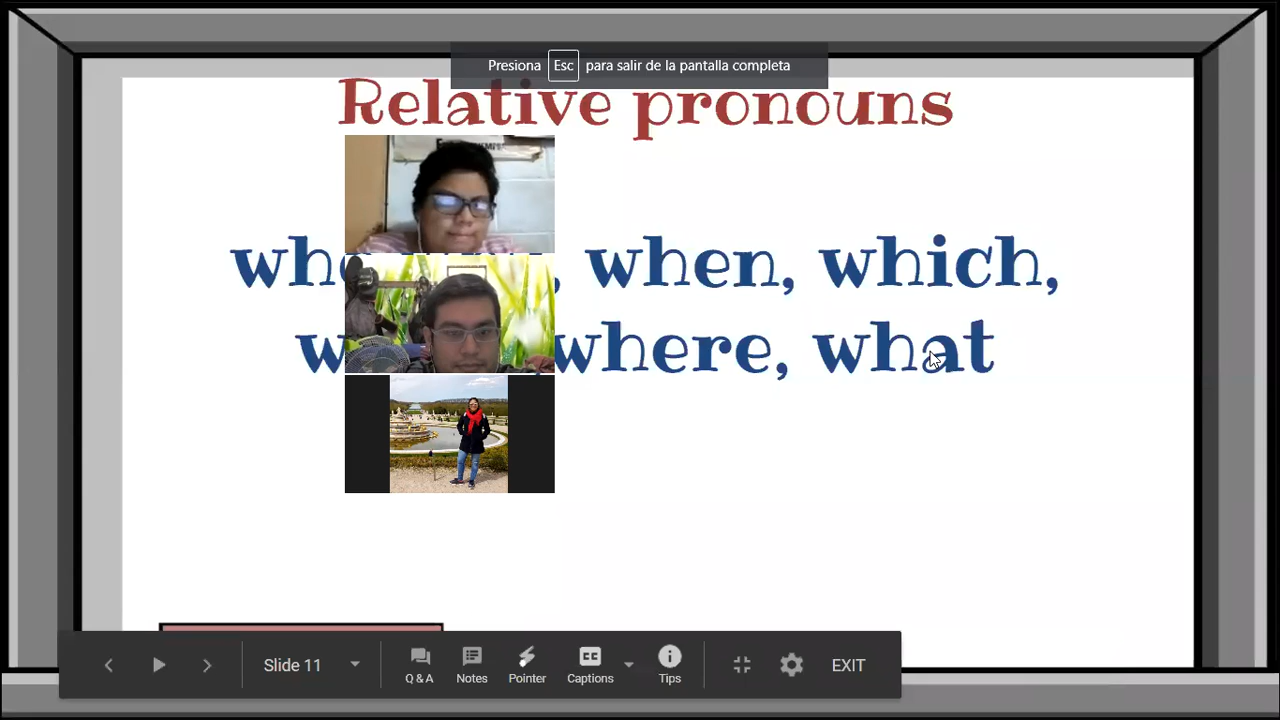 Presiona Esc para salir de la pantalla completa
Relative pronouns
when, which,
where, what
Slide 11
Q & A
Notes
Pointer
CC
Captions
Tips
EXIT